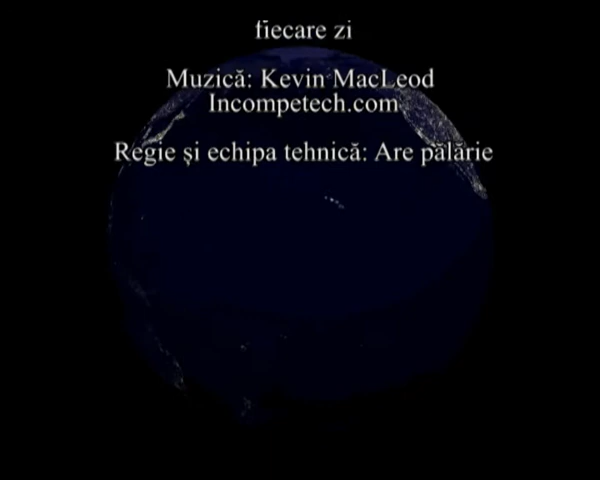 fiecare zi
Muzică: Kevin MacLeod
Incompetech.com
Regie și echipa tehnică: Are pălărie